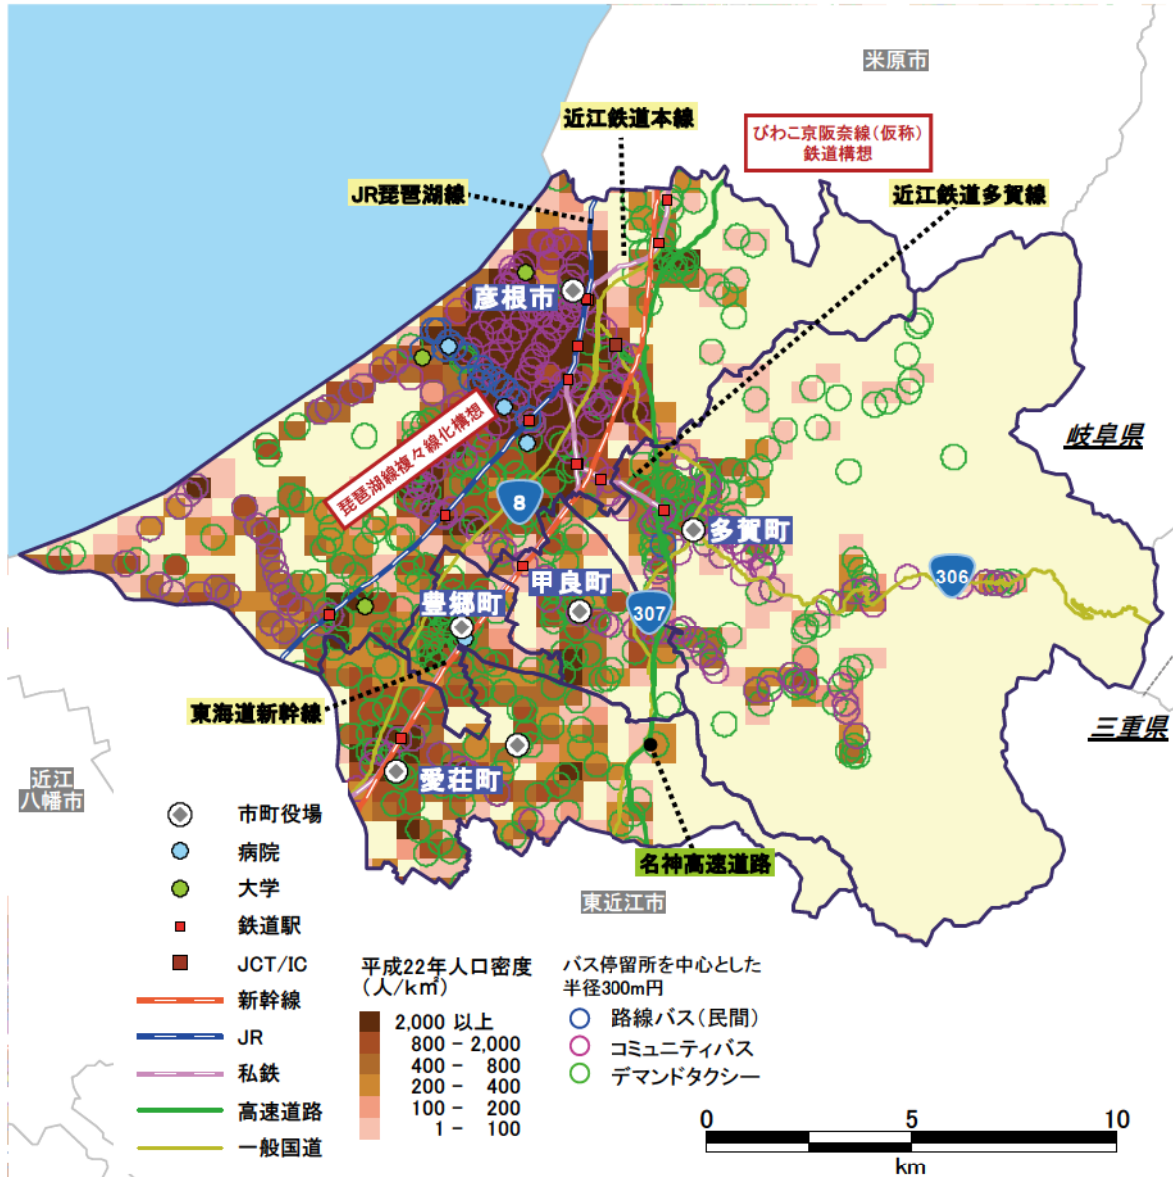 米原市
近江鉄道本線
びわこ京阪奈線(仮称)
鉄道構想
JR琵琶湖線
近江鉄道多賀線
彦根市
岐阜県
琵琶湖線複々線化構想
8
多賀町
甲良町
306
豊郷町
307
東海道新幹線
三重県
近江
八幡市
愛荘町
名神高速道路
東近江市
市町役場
病院
大学
鉄道駅
JCT/IC
新幹線
JR
私鉄
高速道路
一般国道
平成22年人口密度
(人/k㎡)
2,000 以上
800 - 2,000
400 - 800
200 - 400
100 - 200
1 - 100
バス停留所を中心とした
半径300m円
路線バス(民間)
コミュニティバス
デマンドタクシー
0 5 10
km